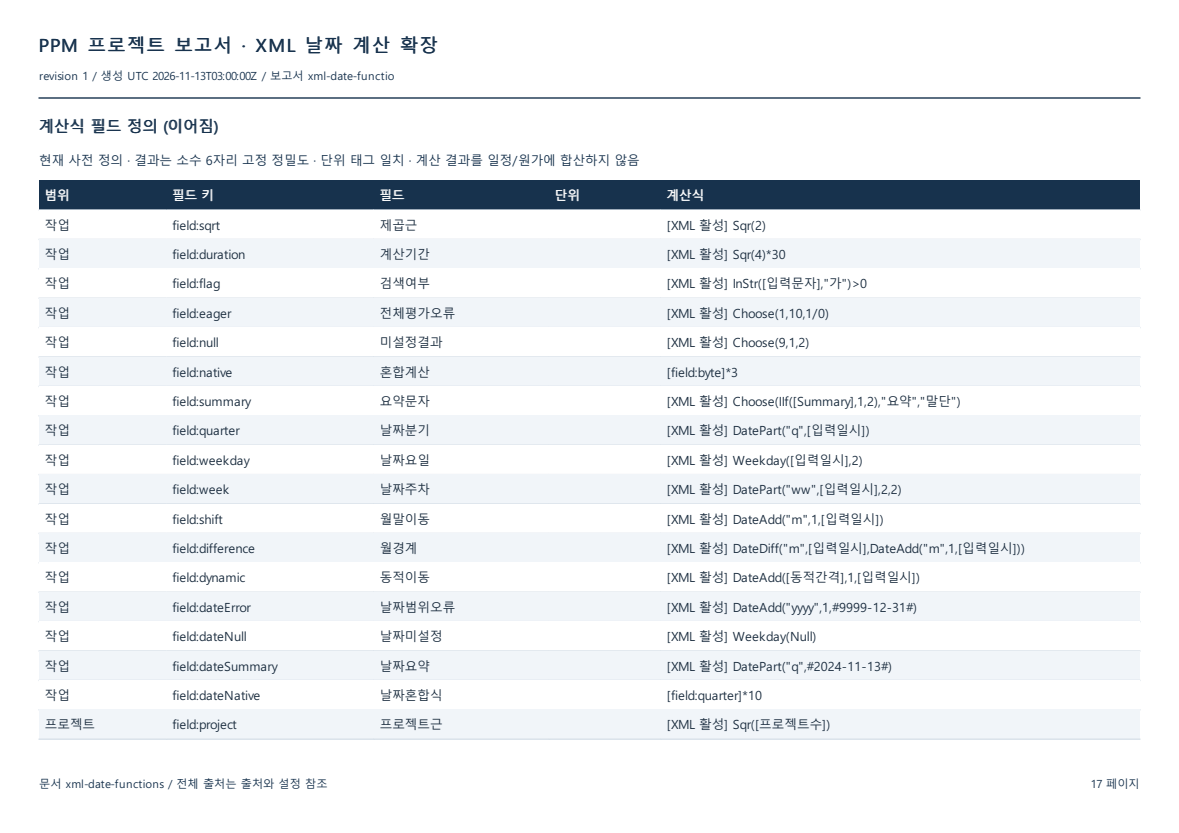 PPM 프로젝트 보고서 · XML 날짜 계산 확장
revision 1 / 생성 UTC 2026-11-13T03:00:00Z / 보고서 xml-date-functio
계산식 필드 정의 (이어짐)
현재 사전 정의 · 결과는 소수 6자리 고정 정밀도 · 단위 태그 일치 · 계산 결과를 일정/원가에 합산하지 않음
범위 필드 키 필드 단위 계산식
작업 field:sqrt 제곱근 [XML 활성] Sqr(2)
작업 field:duration 계산기간 [XML 활성] Sqr(4)*30
작업 field:flag 검색여부 [XML 활성] InStr([입력문자],"가")>0
작업 field:eager 전체평가오류 [XML 활성] Choose(1,10,1/0)
작업 field:null 미설정결과 [XML 활성] Choose(9,1,2)
작업 field:native 혼합계산 [field:byte]*3
작업 field:summary 요약문자 [XML 활성] Choose(IIf([Summary],1,2),"요약","말단")
작업 field:quarter 날짜분기 [XML 활성] DatePart("q",[입력일시])
작업 field:weekday 날짜요일 [XML 활성] Weekday([입력일시],2)
작업 field:week 날짜주차 [XML 활성] DatePart("ww",[입력일시],2,2)
작업 field:shift 월말이동 [XML 활성] DateAdd("m",1,[입력일시])
작업 field:difference 월경계 [XML 활성] DateDiff("m",[입력일시],DateAdd("m",1,[입력일시]))
작업 field:dynamic 동적이동 [XML 활성] DateAdd([동적간격],1,[입력일시])
작업 field:dateError 날짜범위오류 [XML 활성] DateAdd("yyyy",1,#9999-12-31#)
작업 field:dateNull 날짜미설정 [XML 활성] Weekday(Null)
작업 field:dateSummary 날짜요약 [XML 활성] DatePart("q",#2024-11-13#)
작업 field:dateNative 날짜혼합식 [field:quarter]*10
프로젝트 field:project 프로젝트근 [XML 활성] Sqr([프로젝트수])
문서 xml-date-functions / 전체 출처는 출처와 설정 참조 17 페이지